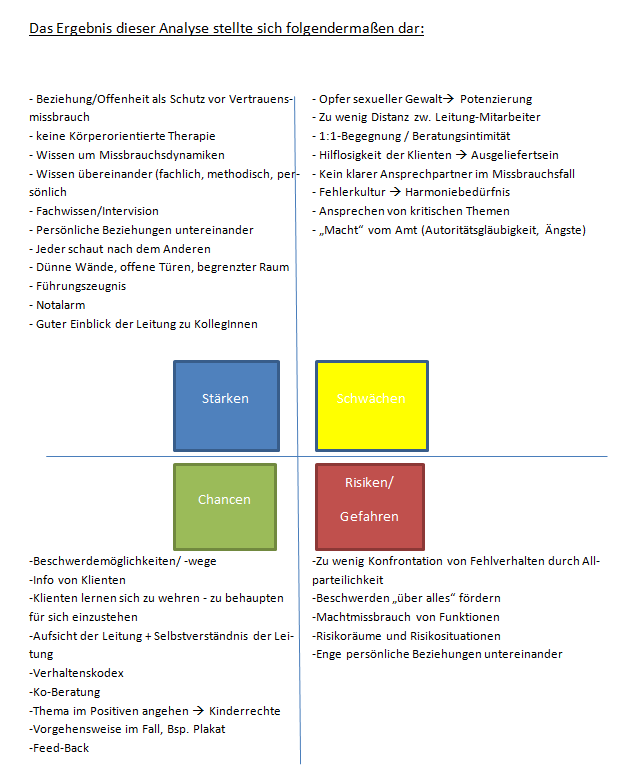 Das Ergebnis dieser Analyse stellte sich folgendermaßen dar:
- Beziehung/Offenheit als Schutz vor Vertrauens-
missbrauch
- keine Körperorientierte Therapie
- Wissen um Missbrauchsdynamiken
- Wissen übereinander (fachlich, methodisch, per-
sönlich
- Fachwissen/Intervision
- Persönliche Beziehungen untereinander
- Jeder schaut nach dem Anderen
- Dünne Wände, offene Türen, begrenzter Raum
- Führungszeugnis
- Notalarm
- Guter Einblick der Leitung zu KollegInnen
- Opfer sexueller Gewalt → Potenzierung
- Zu wenig Distanz zw. Leitung-Mitarbeiter
- 1:1-Begegnung / Beratungsintimität
- Hilflosigkeit der Klienten → Ausgeliefertsein
- Kein klarer Ansprechpartner im Missbrauchsfall
- Fehlerkultur → Harmoniebedürfnis
- Ansprechen von kritischen Themen
- „Macht“ vom Amt (Autoritätsgläubigkeit, Ängste)
Stärken
Schwächen
Chancen
Risiken/
Gefahren
-Beschwerdemöglichkeiten/ -wege
-Info von Klienten
-Klienten lernen sich zu wehren - zu behaupten
für sich einzustehen
-Aufsicht der Leitung + Selbstverständnis der Lei-
tung
-Verhaltenskodex
-Ko-Beratung
-Thema im Positiven angehen → Kinderrechte
-Vorgehensweise im Fall, Bsp. Plakat
-Feed-Back
-Zu wenig Konfrontation von Fehlverhalten durch All-
parteilichkeit
-Beschwerden „über alles“ fördern
-Machtmissbrauch von Funktionen
-Risikoräume und Risikosituationen
-Enge persönliche Beziehungen untereinander